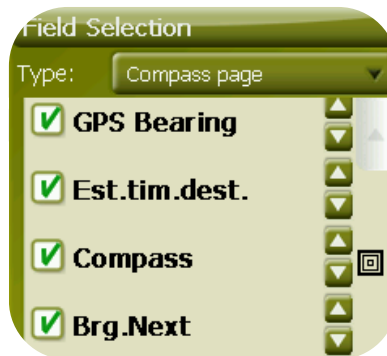 Field Selection
Type: Compass page
GPS Bearing
Est.tim.dest.
Compass
Brg.Next